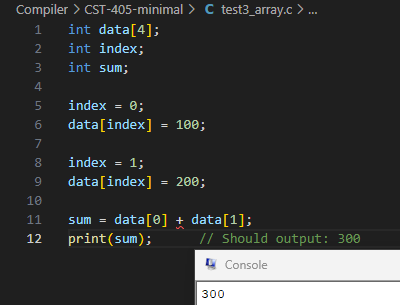 Compiler > CST-405-minimal > C test3_array.c > ...
1 int data[4];
2 int index;
3 int sum;
4
5 index = 0;
6 data[index] = 100;
7
8 index = 1;
9 data[index] = 200;
10
11 sum = data[0] + data[1];
12 print(sum);      // Should output: 300
Console
300